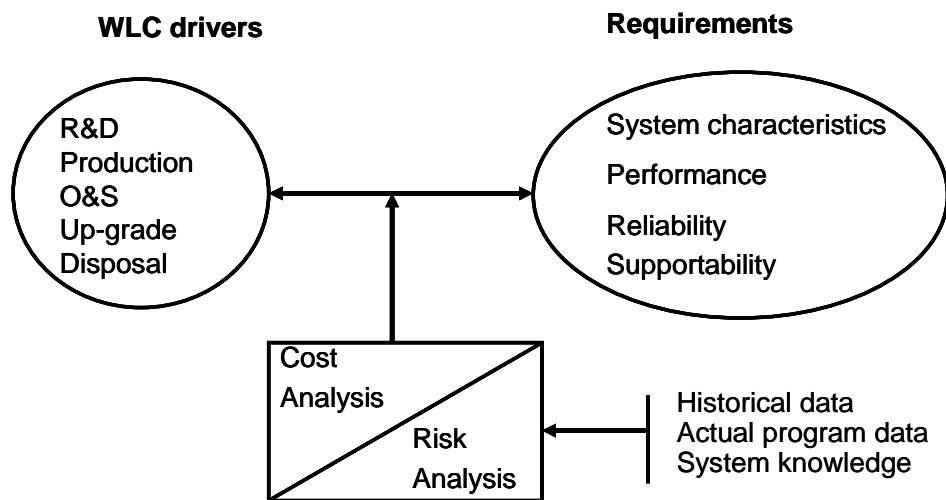 WLC drivers
Requirements
R&D
Production
O&S
Up-grade
Disposal
System characteristics
Performance
Reliability
Supportability
Cost
Analysis
Risk
Analysis
Historical data
Actual program data
System knowledge